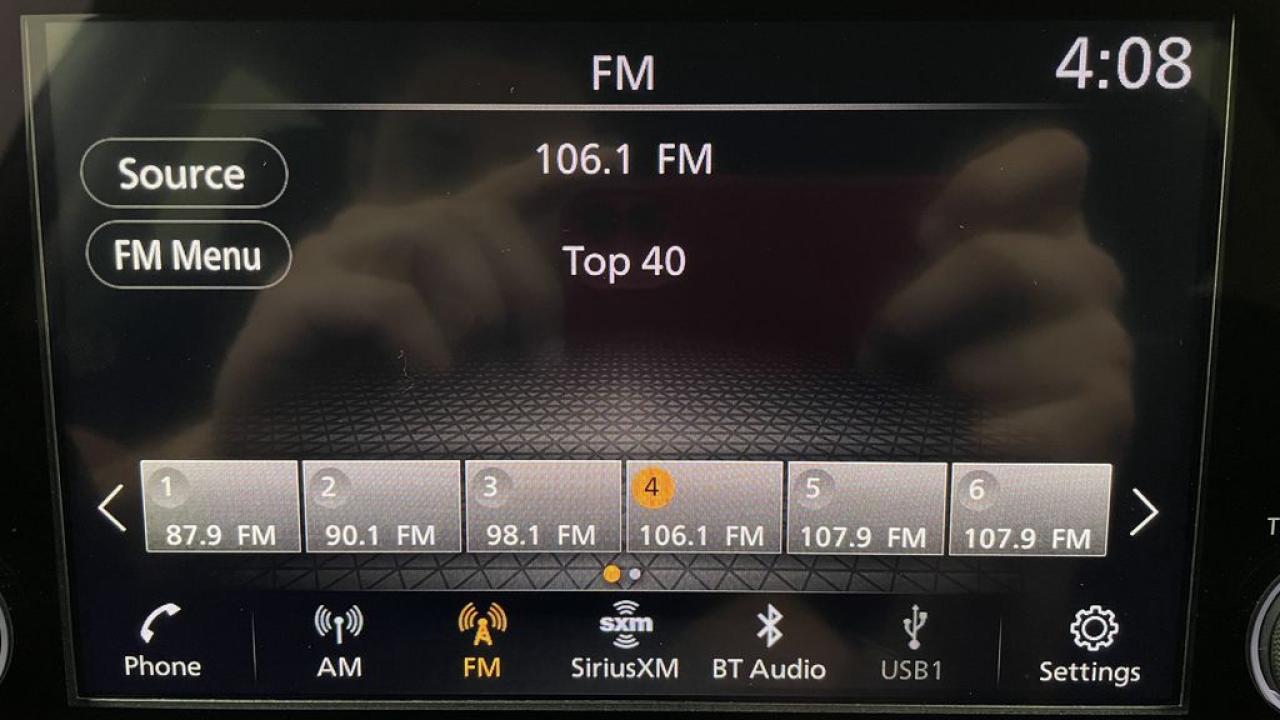 FM
4:08
Source
106.1 FM
FM Menu
Top 40
1 2 3 4 5 6
87.9 FM 90.1 FM 98.1 FM 106.1 FM 107.9 FM 107.9 FM
sxm
Phone AM FM SiriusXM BT Audio USB1 Settings
T